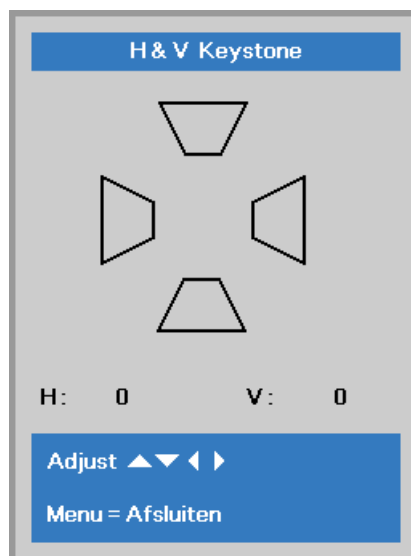 H & V Keystone
H: 0 V: 0
Adjust
Menu = Afsluiten